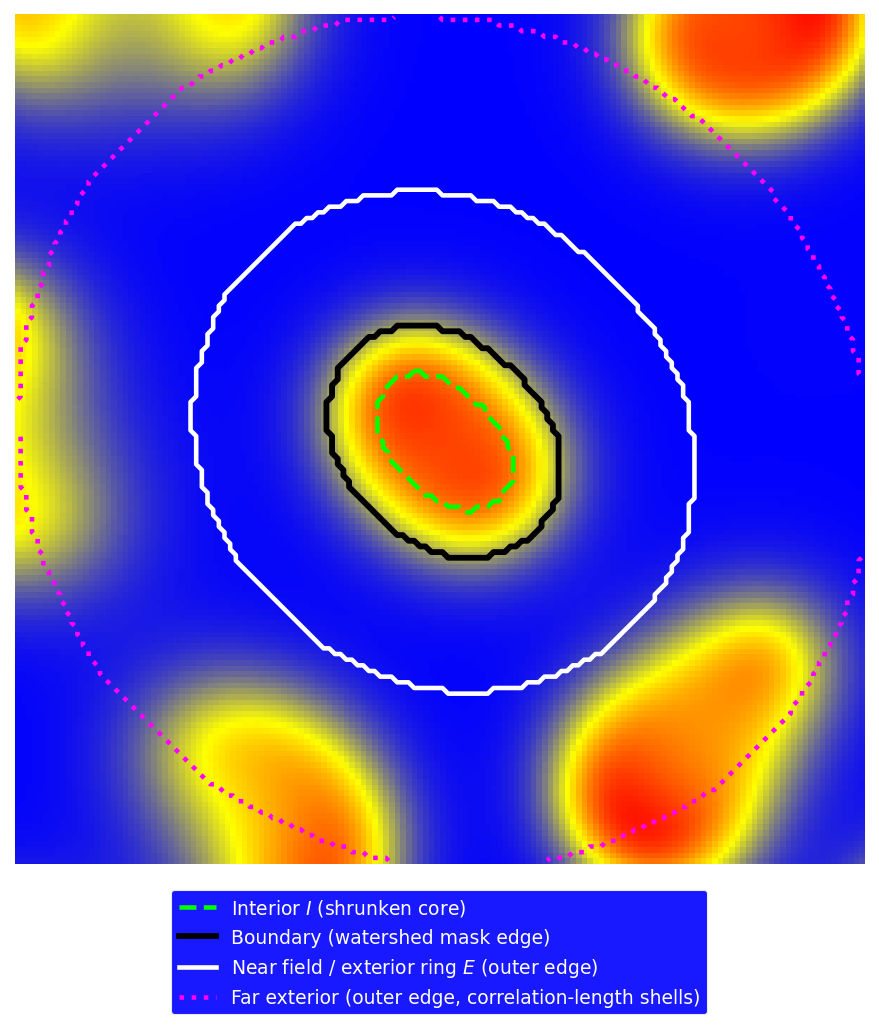 Interior I (shrunken core)
Boundary (watershed mask edge)
Near field / exterior ring E (outer edge)
Far exterior (outer edge, correlation-length shells)